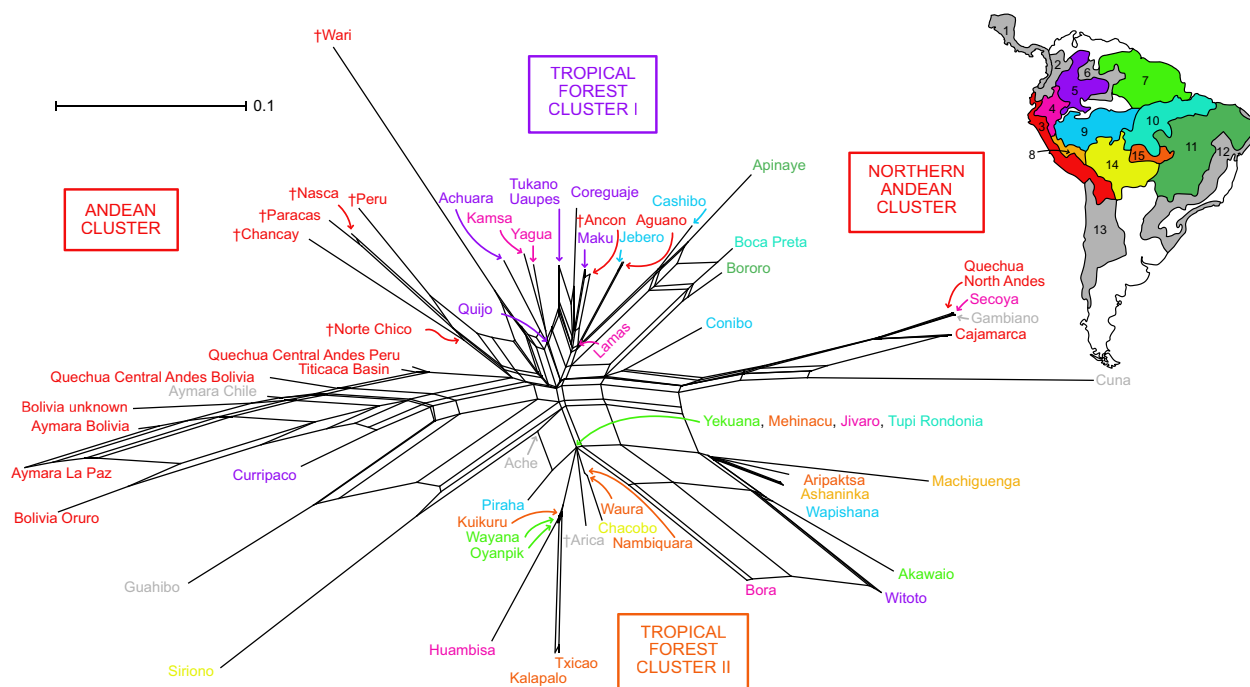 †Wari
0.1
TROPICAL
FOREST
CLUSTER I
ANDEAN
CLUSTER
NORTHERN
ANDEAN
CLUSTER
†Nasca
†Peru
†Paracas
†Chancay
Achuara
Kamsa
Yagua
Tukano
Uaupes
Coreguaje
†Ancon
Maku
Aguano
Jebero
Cashibo
Apinaye
Boca Preta
Bororo
Conibo
Quijo
Lamas
†Norte Chico
Quechua
North Andes
Secoya
Gambiano
Cajamarca
Cuna
Quechua Central Andes Peru
Titicaca Basin
Quechua Central Andes Bolivia
Aymara Chile
Bolivia unknown
Aymara Bolivia
Aymara La Paz
Bolivia Oruro
Curripaco
Guahibo
Siriono
Ache
Piraha
Kuikuru
Wayana
Oyanpik
†Arica
Waura
Chacobo
Nambiquara
Yekuana, Mehinacu, Jivaro, Tupi Rondonia
Aripaktsa
Ashaninka
Wapishana
Machiguenga
Akawaio
Witoto
Bora
Huambisa
Txicao
Kalapalo
TROPICAL
FOREST
CLUSTER II
1
2
3
4
5
6
7
8
9
10
11
12
13
14
15